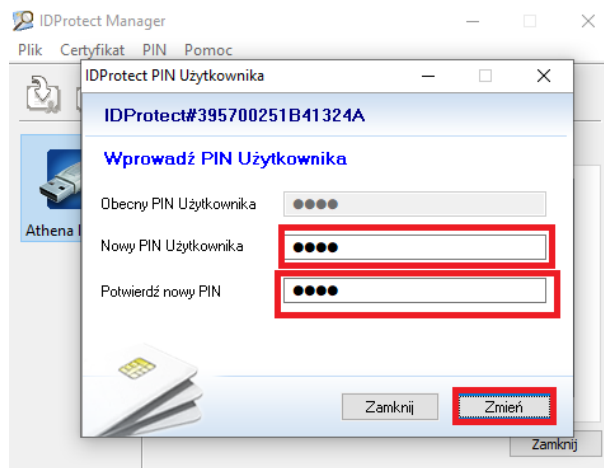 IDProtect Manager
Plik Certyfikat PIN Pomoc
IDProtect PIN Użytkownika
IDProtect#395700251B41324A
Wprowadź PIN Użytkownika
Obecny PIN Użytkownika ●●●●
Athena
Nowy PIN Użytkownika ●●●●
Potwierdź nowy PIN ●●●●
Zamknij Zmień
Zamknij